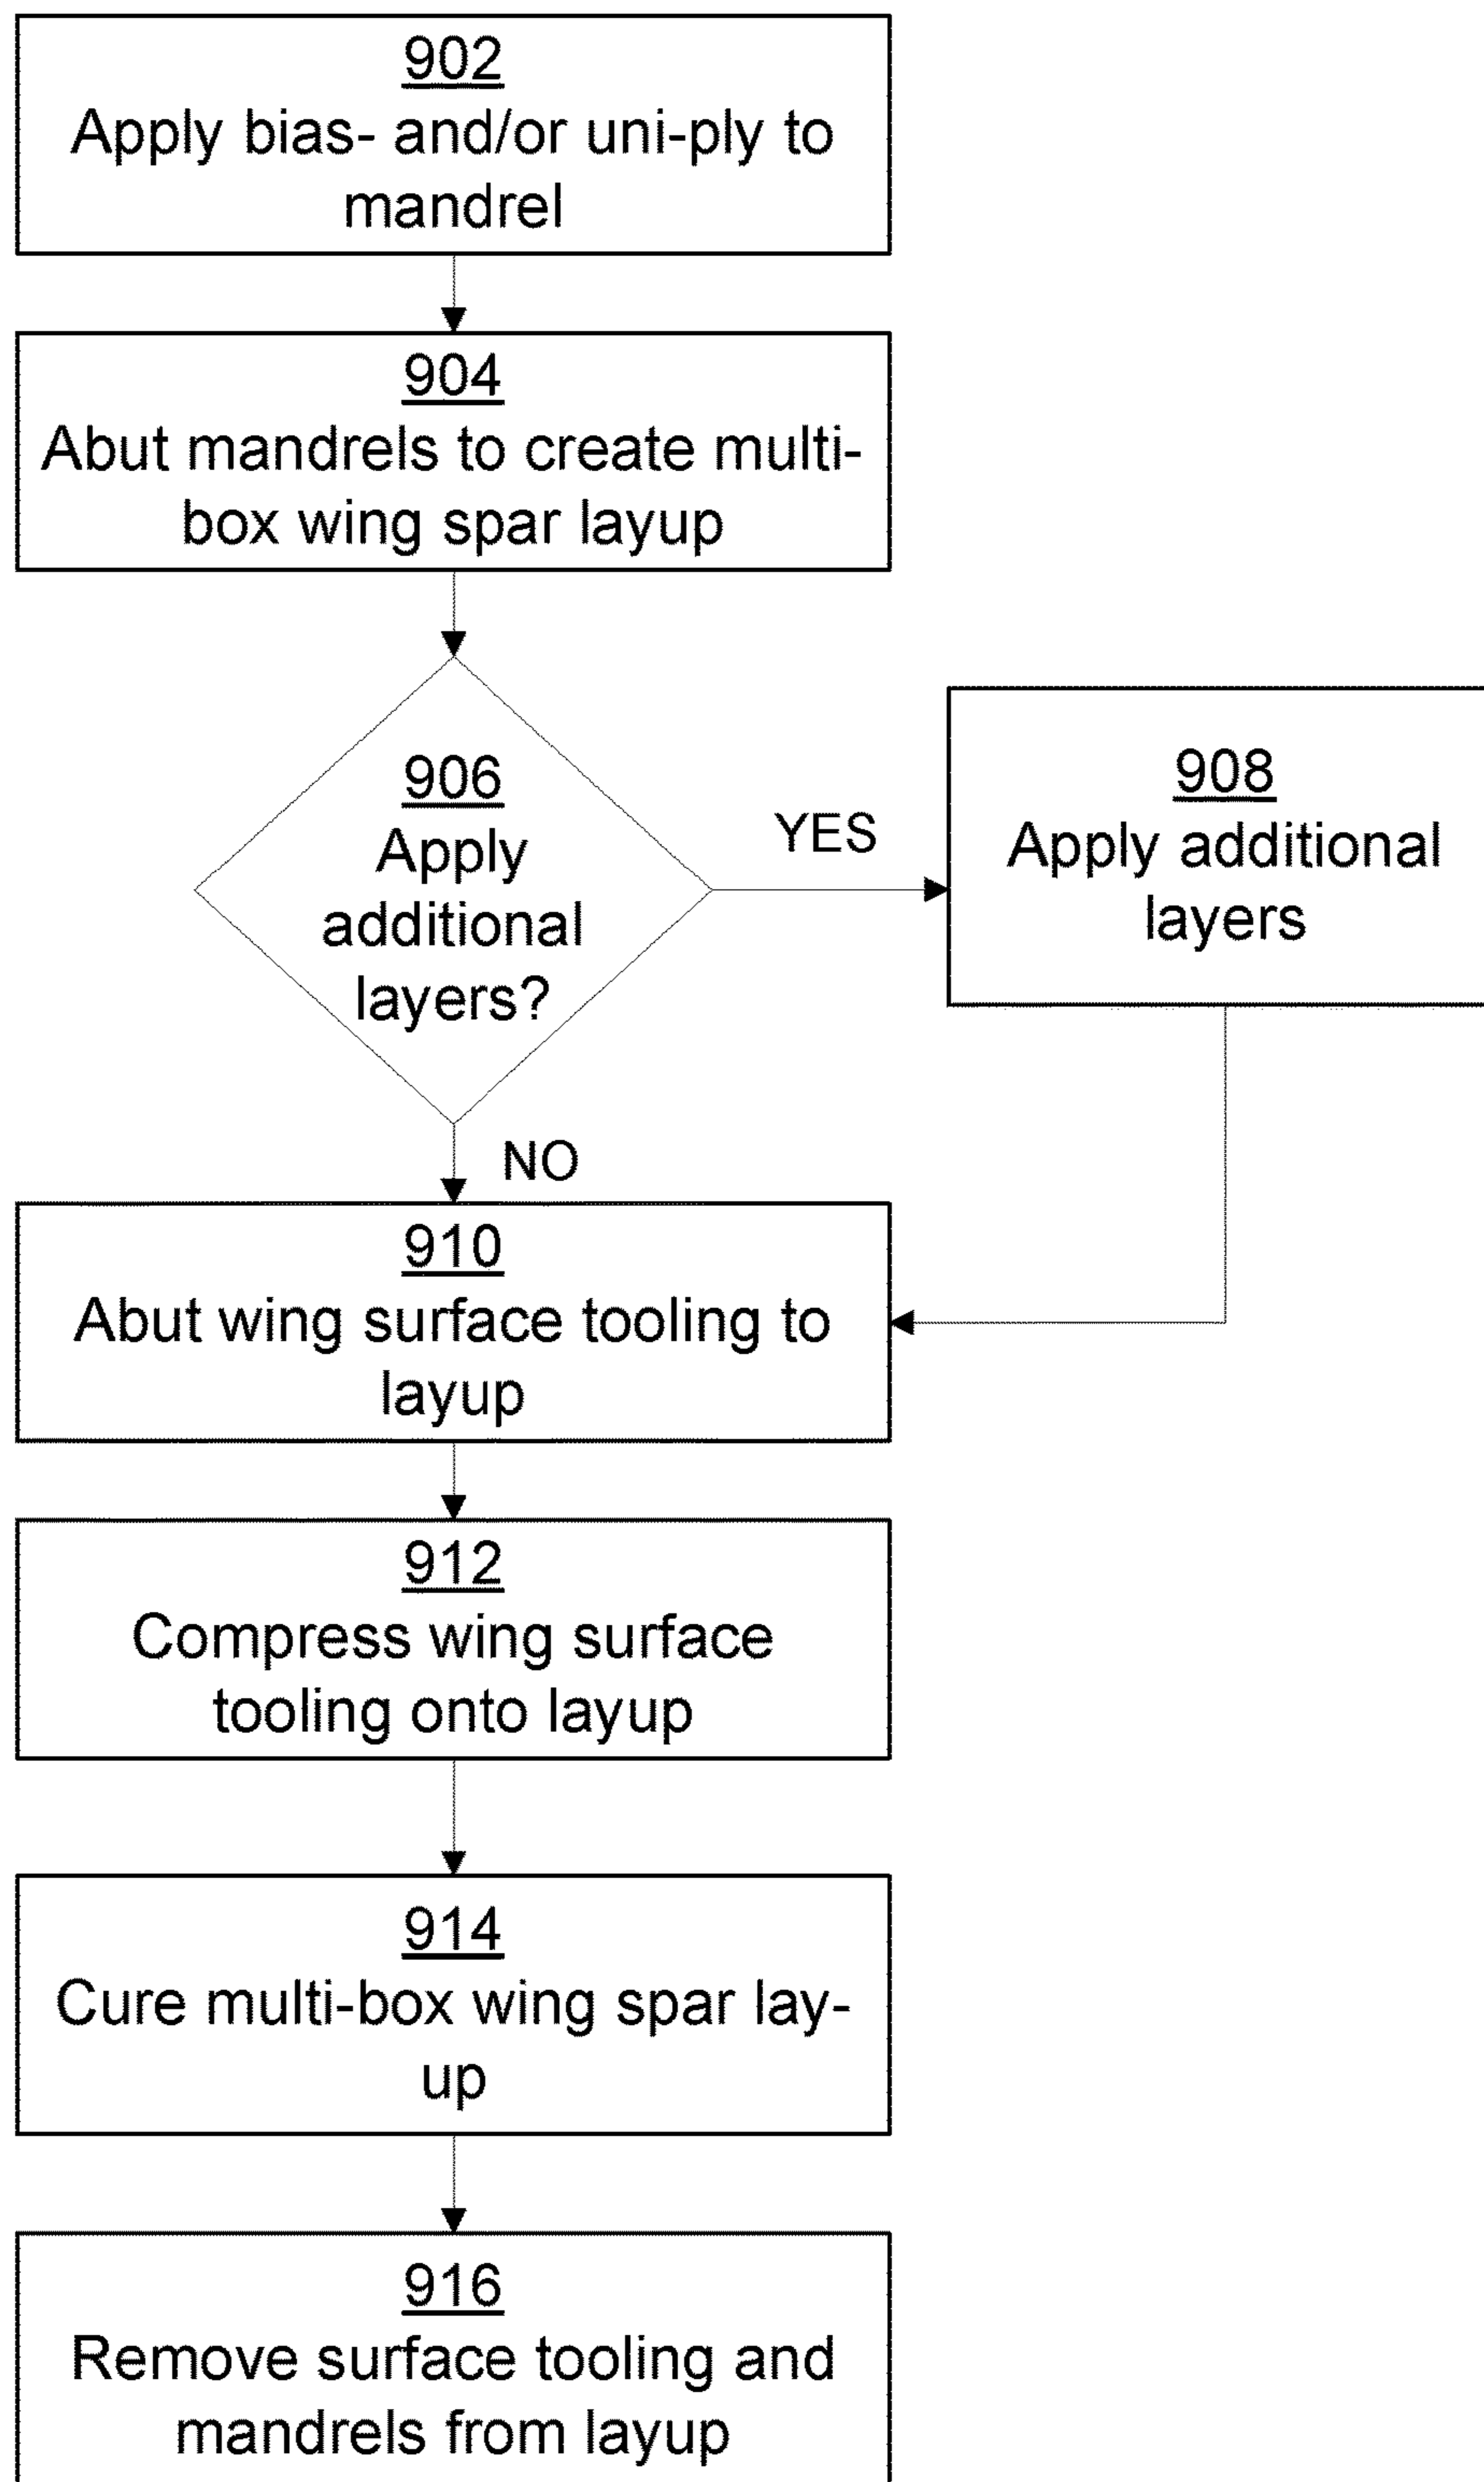 902
Apply bias- and/or uni-ply to
mandrel
904
Abut mandrels to create multi-
box wing spar layup
906
Apply
additional
layers?
YES
908
Apply additional
layers
NO
910
Abut wing surface tooling to
layup
912
Compress wing surface
tooling onto layup
914
Cure multi-box wing spar lay-
up
916
Remove surface tooling and
mandrels from layup